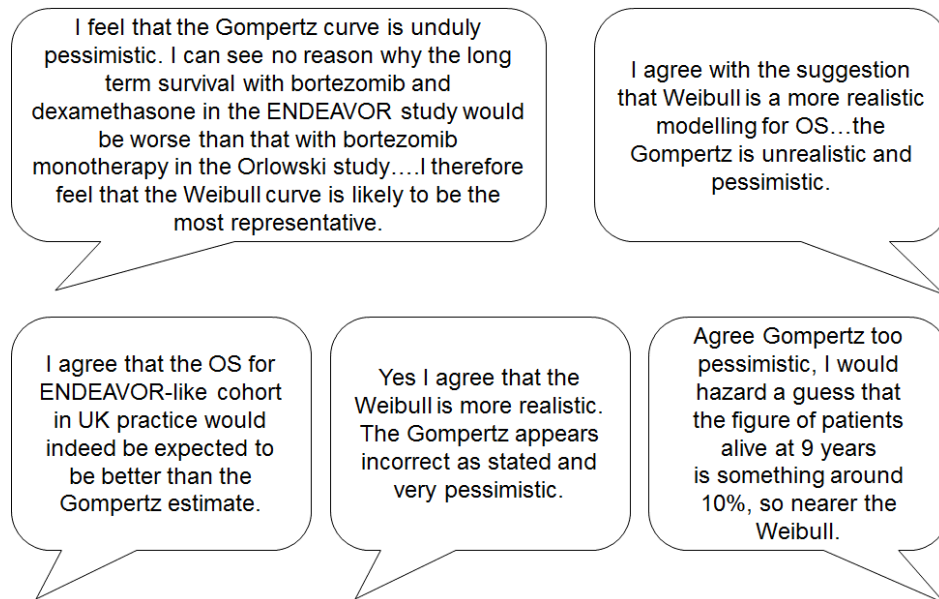 I feel that the Gompertz curve is unduly
pessimistic. I can see no reason why the long
term survival with bortezomib and
dexamethasone in the ENDEAVOR study would
be worse than that with bortezomib
monotherapy in the Orlowski study….I therefore
feel that the Weibull curve is likely to be the
most representative.
I agree with the suggestion
that Weibull is a more realistic
modelling for OS…the
Gompertz is unrealistic and
pessimistic.
I agree that the OS for
ENDEAVOR-like cohort
in UK practice would
indeed be expected to
be better than the
Gompertz estimate.
Yes I agree that the
Weibull is more realistic.
The Gompertz appears
incorrect as stated and
very pessimistic.
Agree Gompertz too
pessimistic, I would
hazard a guess that
the figure of patients
alive at 9 years
is something around
10%, so nearer the
Weibull.